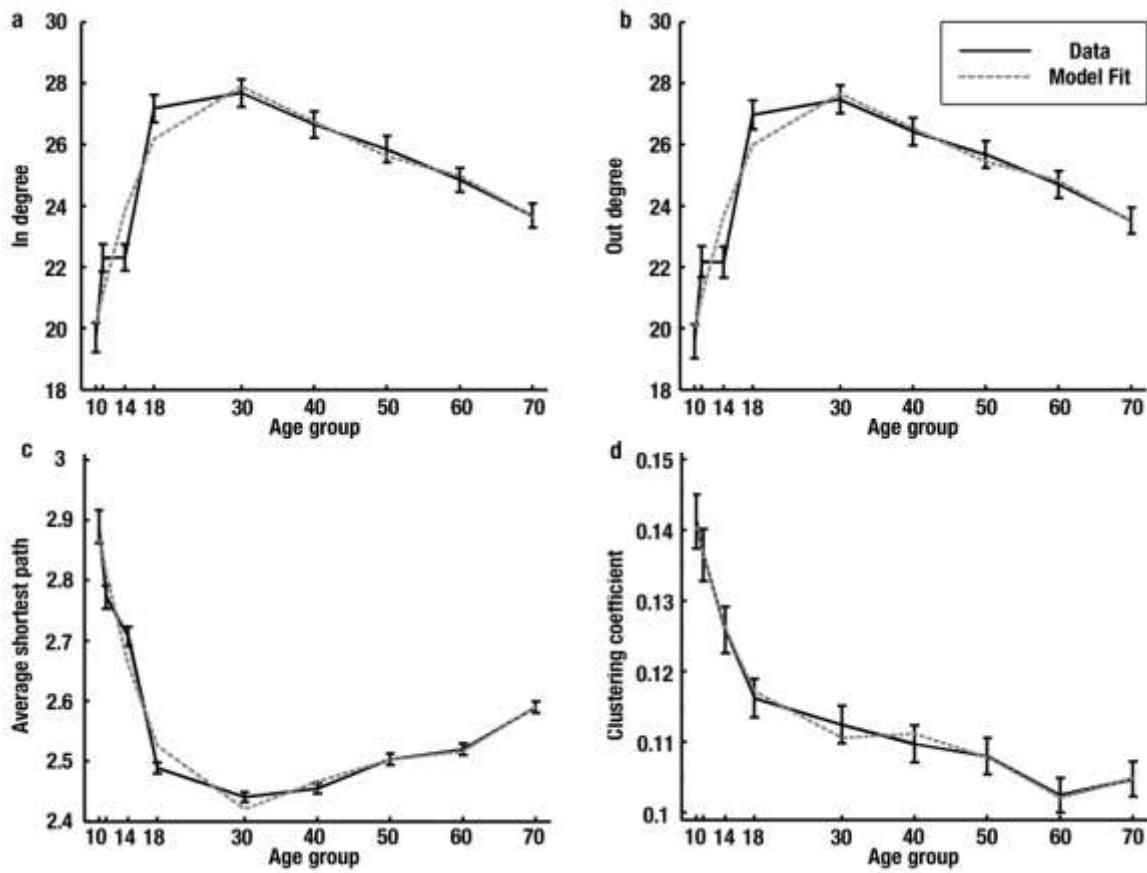 a
30
28
26
24
22
20
18
In degree
10 14 18 30 40 50 60 70
Age group
b
30
28
26
24
22
20
18
Out degree
10 14 18 30 40 50 60 70
Age group
Data
Model Fit
c
3
2.9
2.8
2.7
2.6
2.5
2.4
Average shortest path
10 14 18 30 40 50 60 70
Age group
d
0.15
0.14
0.13
0.12
0.11
0.1
Clustering coefficient
10 14 18 30 40 50 60 70
Age group